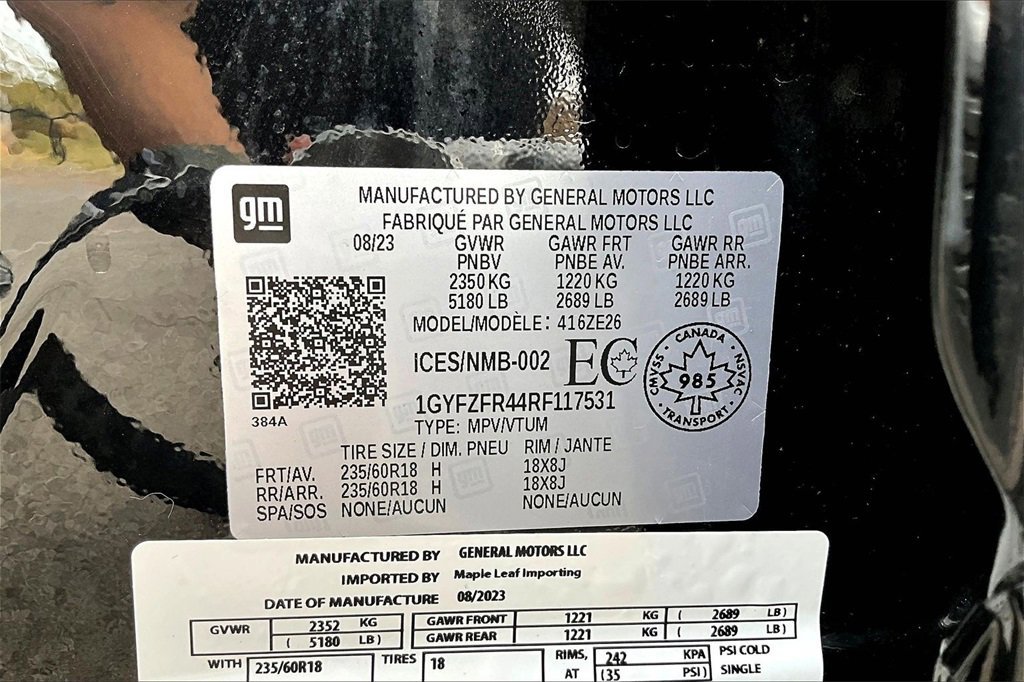 gm
MANUFACTURED BY GENERAL MOTORS LLC
FABRIQUÉ PAR GENERAL MOTORS LLC
08/23 GVWR GAWR FRT GAWR RR
PNBV PNBE AV. PNBE ARR.
2350 KG 1220 KG 1220 KG
5180 LB 2689 LB 2689 LB
MODEL/MODÈLE: 416ZE26
ICES/NMB-002 EC
CANADA
CMVSS 985 NSVAC
TRANSPORT
1GYFZFR44RF117531
384A
TYPE: MPV/VTUM
TIRE SIZE / DIM. PNEU RIM / JANTE
FRT/AV. 235/60R18 H 18X8J
RR/ARR. 235/60R18 H 18X8J
SPA/SOS NONE/AUCUN NONE/AUCUN
MANUFACTURED BY GENERAL MOTORS LLC
IMPORTED BY Maple Leaf Importing
DATE OF MANUFACTURE 08/2023
GVWR 2352 KG GAWR FRONT 1221 KG ( 2689 LB )
( 5180 LB ) GAWR REAR 1221 KG ( 2689 LB )
WITH 235/60R18 TIRES 18 RIMS, 242 KPA PSI COLD
AT (35 PSI ) SINGLE